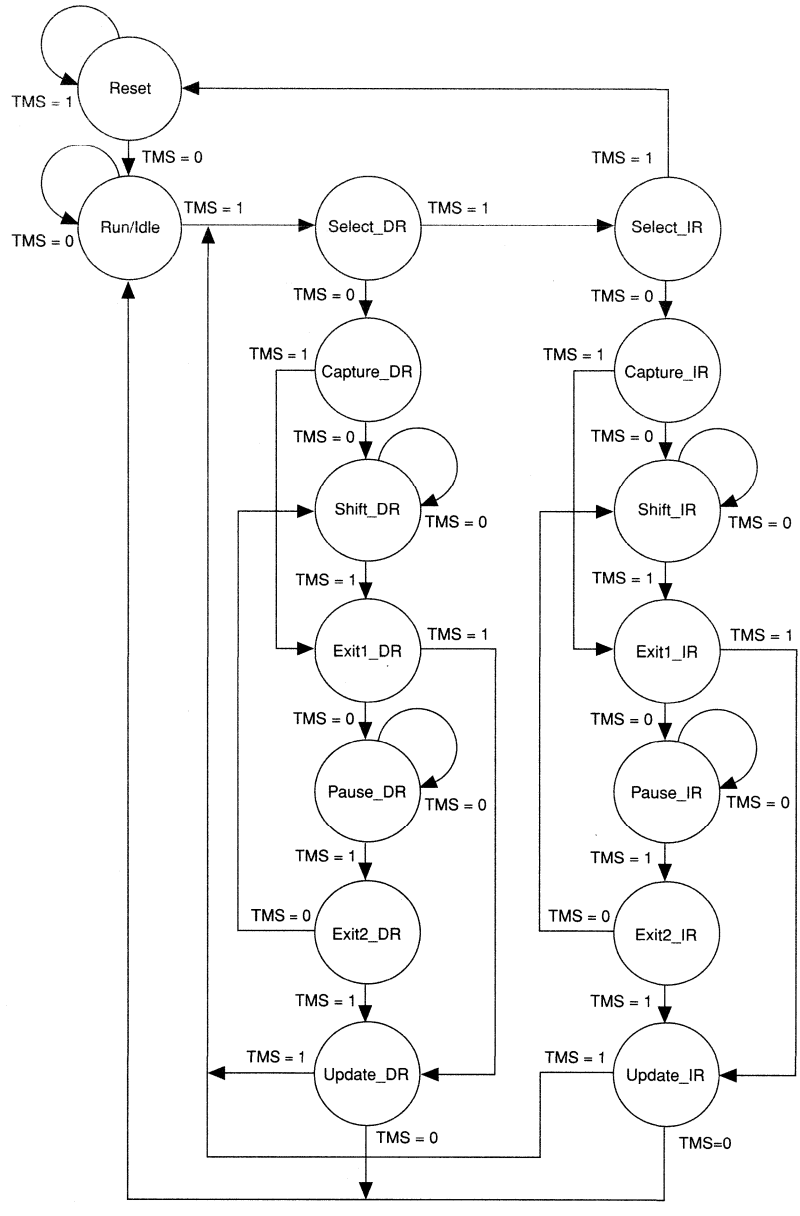 Reset
TMS = 1
TMS = 0
TMS = 1
Run/Idle
TMS = 1
Select_DR
TMS = 1
Select_IR
TMS = 0
TMS = 0
TMS = 0
TMS = 1
TMS = 1
Capture_DR
Capture_IR
TMS = 0
TMS = 0
Shift_DR
Shift_IR
TMS = 0
TMS = 0
TMS = 1
TMS = 1
TMS = 1
TMS = 1
Exit1_DR
Exit1_IR
TMS = 0
TMS = 0
Pause_DR
Pause_IR
TMS = 0
TMS = 0
TMS = 1
TMS = 1
TMS = 0
TMS = 0
Exit2_DR
Exit2_IR
TMS = 1
TMS = 1
TMS = 1
TMS = 1
Update_DR
Update_IR
TMS = 0
TMS=0